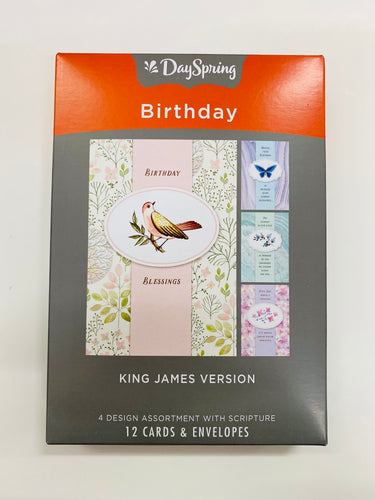 DaySpring
Birthday
BIRTHDAY
BLESSINGS
KING JAMES VERSION
4 DESIGN ASSORTMENT WITH SCRIPTURE
12 CARDS & ENVELOPES